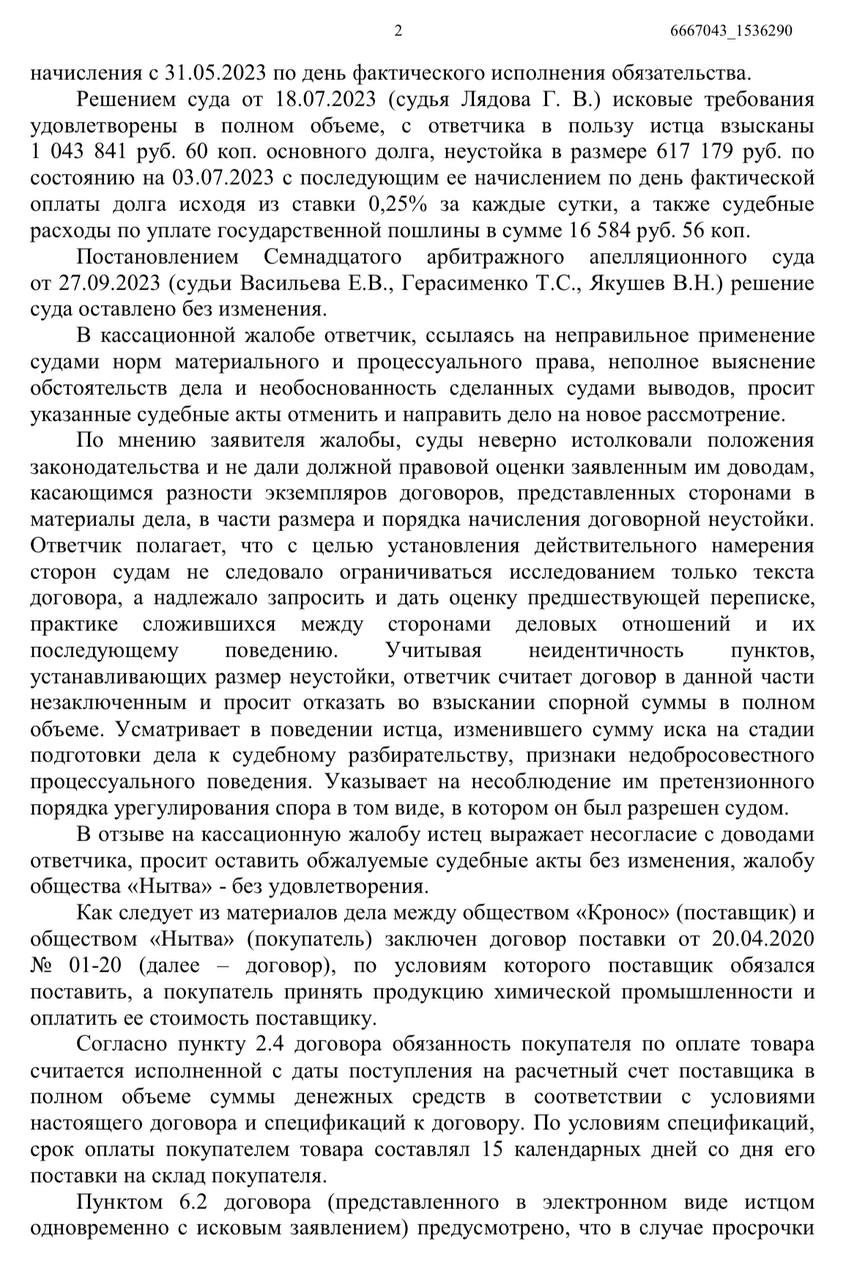 2
6667043_1536290
начисления с 31.05.2023 по день фактического исполнения обязательства.
Решением суда от 18.07.2023 (судья Лядова Г. В.) исковые требования
удовлетворены в полном объеме, с ответчика в пользу истца взысканы
1 043 841 руб. 60 коп. основного долга, неустойка в размере 617 179 руб. по
состоянию на 03.07.2023 с последующим ее начислением по день фактической
оплаты долга исходя из ставки 0,25% за каждые сутки, а также судебные
расходы по уплате государственной пошлины в сумме 16 584 руб. 56 коп.
Постановлением Семнадцатого арбитражного апелляционного суда
от 27.09.2023 (судьи Васильева Е.В., Герасименко Т.С., Якушев В.Н.) решение
суда оставлено без изменения.
В кассационной жалобе ответчик, ссылаясь на неправильное применение
судами норм материального и процессуального права, неполное выяснение
обстоятельств дела и необоснованность сделанных судами выводов, просит
указанные судебные акты отменить и направить дело на новое рассмотрение.
По мнению заявителя жалобы, суды неверно истолковали положения
законодательства и не дали должной правовой оценки заявленным им доводам,
касающимся разности экземпляров договоров, представленных сторонами в
материалы дела, в части размера и порядка начисления договорной неустойки.
Ответчик полагает, что с целью установления действительного намерения
сторон судам не следовало ограничиваться исследованием только текста
договора, а надлежало запросить и дать оценку предшествующей переписке,
практике сложившихся между сторонами деловых отношений и их
последующему поведению. Учитывая неидентичность пунктов,
устанавливающих размер неустойки, ответчик считает договор в данной части
незаключенным и просит отказать во взыскании спорной суммы в полном
объеме. Усматривает в поведении истца, изменившего сумму иска на стадии
подготовки дела к судебному разбирательству, признаки недобросовестного
процессуального поведения. Указывает на несоблюдение им претензионного
порядка урегулирования спора в том виде, в котором он был разрешен судом.
В отзыве на кассационную жалобу истец выражает несогласие с доводами
ответчика, просит оставить обжалуемые судебные акты без изменения, жалобу
общества «Нытва» - без удовлетворения.
Как следует из материалов дела между обществом «Кронос» (поставщик) и
обществом «Нытва» (покупатель) заключен договор поставки от 20.04.2020
№ 01-20 (далее – договор), по условиям которого поставщик обязался
поставить, а покупатель принять продукцию химической промышленности и
оплатить ее стоимость поставщику.
Согласно пункту 2.4 договора обязанность покупателя по оплате товара
считается исполненной с даты поступления на расчетный счет поставщика в
полном объеме суммы денежных средств в соответствии с условиями
настоящего договора и спецификаций к договору. По условиям спецификаций,
срок оплаты покупателем товара составлял 15 календарных дней со дня его
поставки на склад покупателя.
Пунктом 6.2 договора (представленного в электронном виде истцом
одновременно с исковым заявлением) предусмотрено, что в случае просрочки